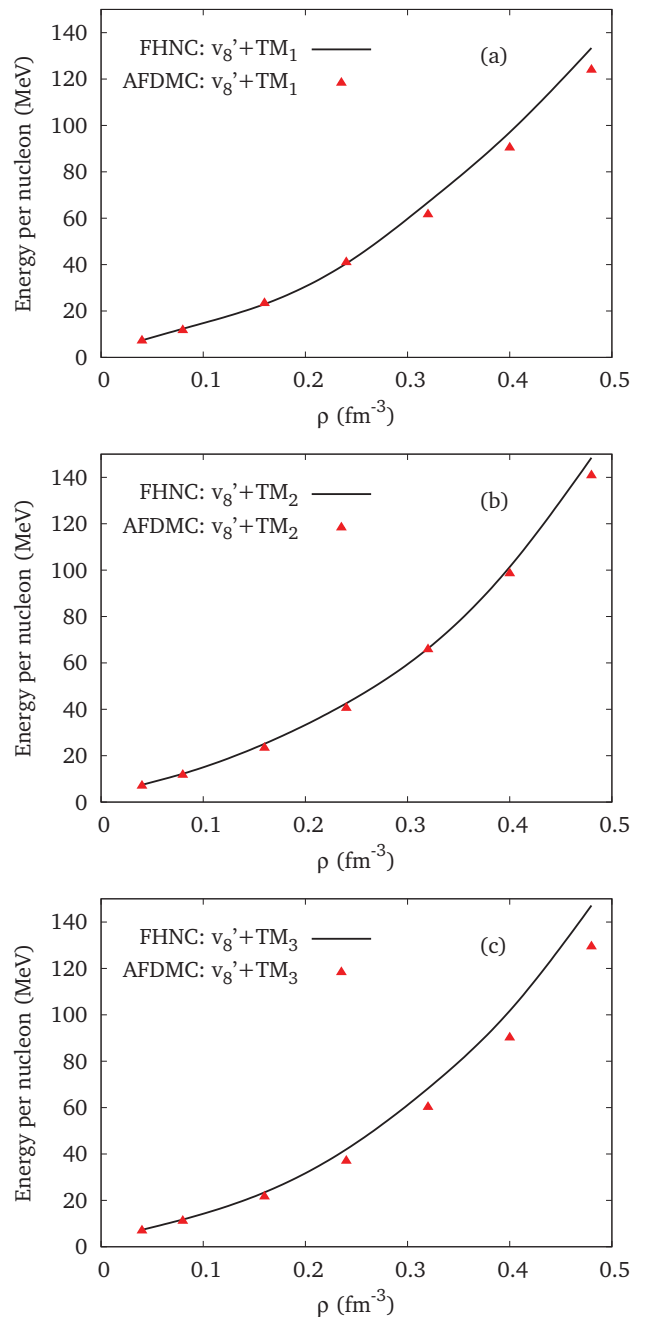 140
120
100
80
60
40
20
0
Energy per nucleon (MeV)
FHNC: v₈'+TM₁
AFDMC: v₈'+TM₁
(a)
0 0.1 0.2 0.3 0.4 0.5
ρ (fm⁻³)
140
120
100
80
60
40
20
0
Energy per nucleon (MeV)
FHNC: v₈'+TM₂
AFDMC: v₈'+TM₂
(b)
0 0.1 0.2 0.3 0.4 0.5
ρ (fm⁻³)
140
120
100
80
60
40
20
0
Energy per nucleon (MeV)
FHNC: v₈'+TM₃
AFDMC: v₈'+TM₃
(c)
0 0.1 0.2 0.3 0.4 0.5
ρ (fm⁻³)